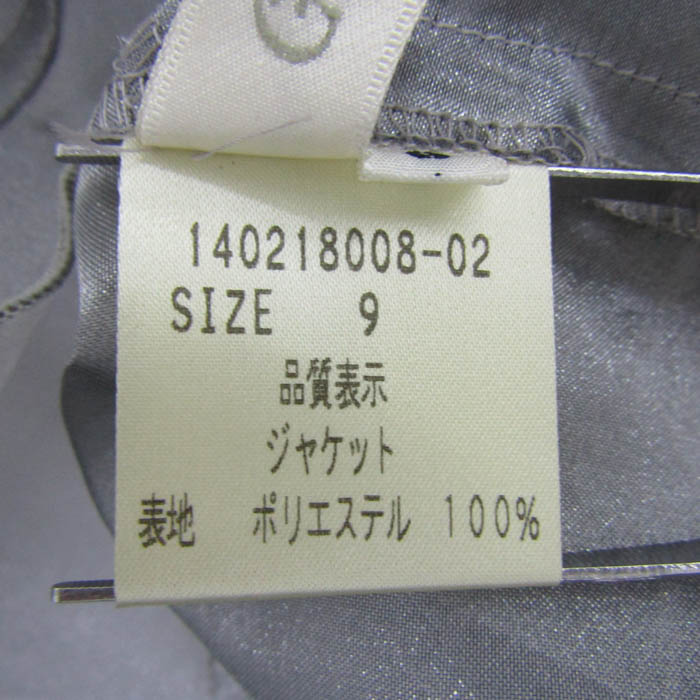 G
140218008-02
SIZE 9
品質表示
ジャケット
表地 ポリエステル 100%